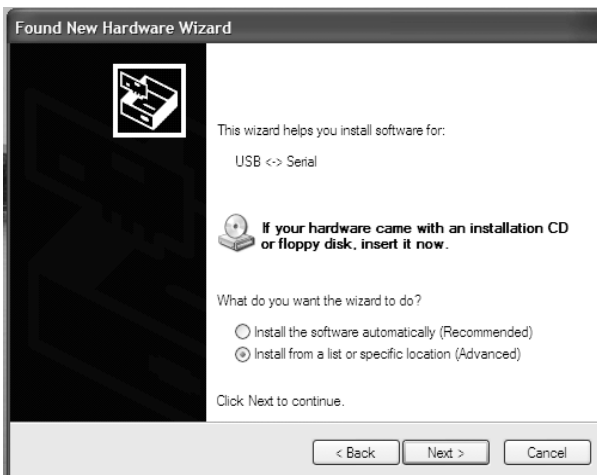 Found New Hardware Wizard
This wizard helps you install software for:
USB <-> Serial
If your hardware came with an installation CD
or floppy disk, insert it now.
What do you want the wizard to do?
Install the software automatically (Recommended)
Install from a list or specific location (Advanced)
Click Next to continue.
< Back Next > Cancel